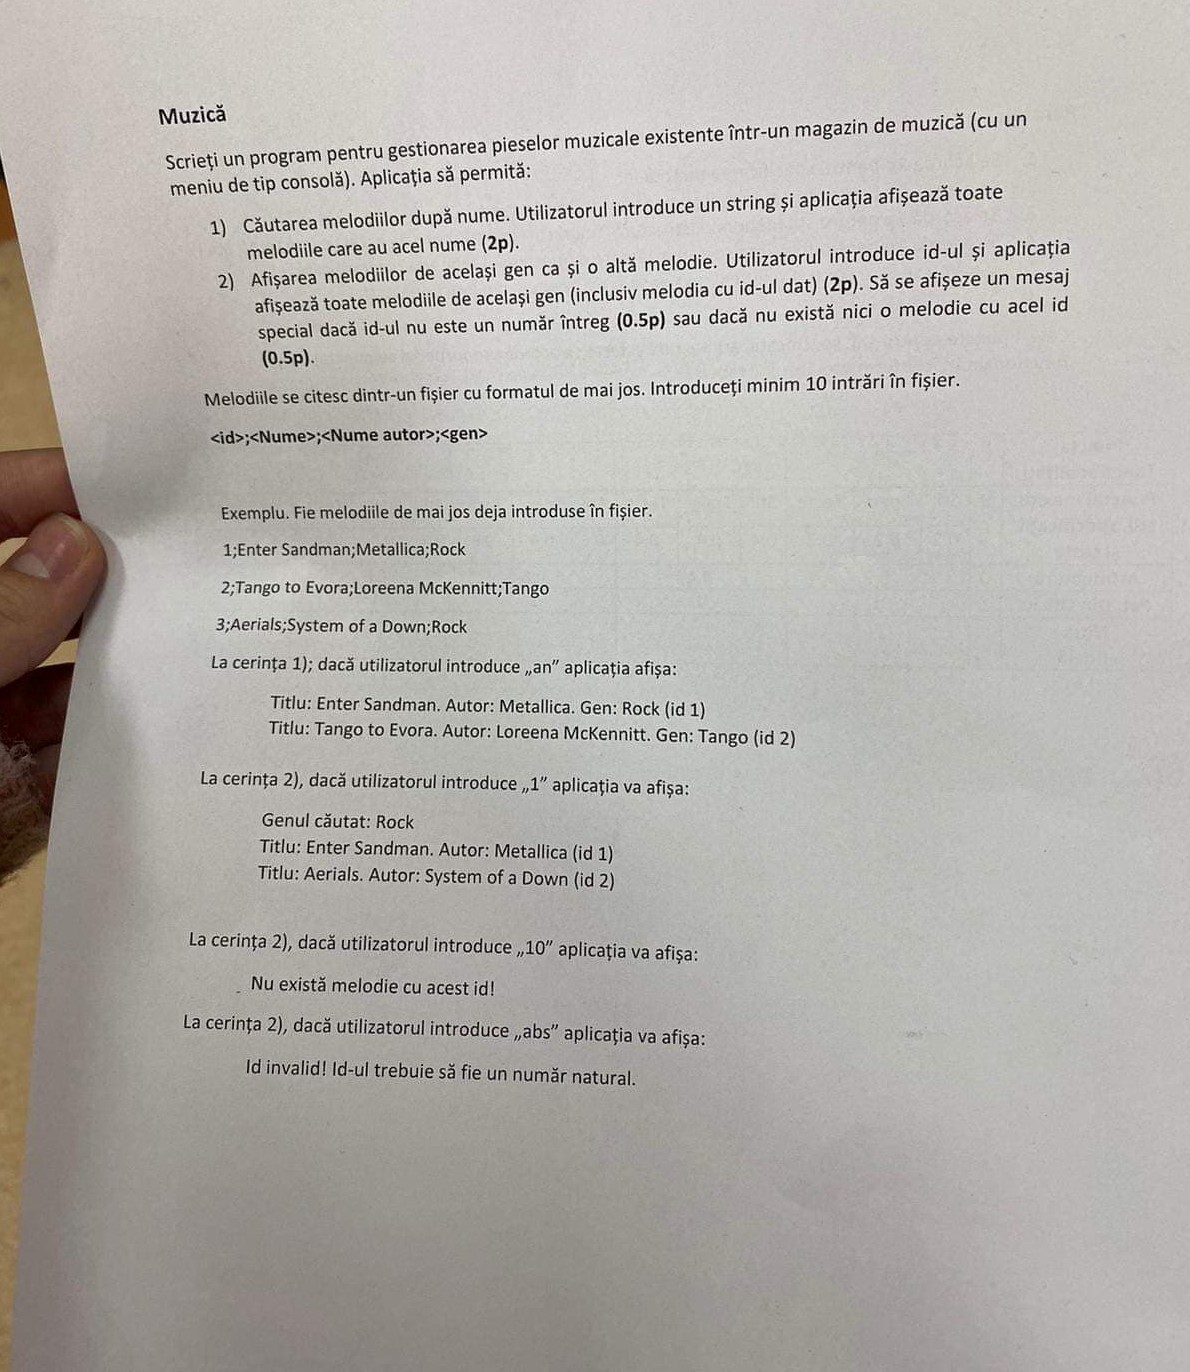 Muzică
Scrieți un program pentru gestionarea pieselor muzicale existente într-un magazin de muzică (cu un
meniu de tip consolă). Aplicația să permită:
1) Căutarea melodiilor după nume. Utilizatorul introduce un string și aplicația afișează toate
melodiile care au acel nume (2p).
2) Afișarea melodiilor de același gen ca și o altă melodie. Utilizatorul introduce id-ul și aplicația
afișează toate melodiile de același gen (inclusiv melodia cu id-ul dat) (2p). Să se afișeze un mesaj
special dacă id-ul nu este un număr întreg (0.5p) sau dacă nu există nici o melodie cu acel id
(0.5p).
Melodiile se citesc dintr-un fișier cu formatul de mai jos. Introduceți minim 10 intrări în fișier.
<id>;<Nume>;<Nume autor>;<gen>
Exemplu. Fie melodiile de mai jos deja introduse în fișier.
1;Enter Sandman;Metallica;Rock
2;Tango to Evora;Loreena McKennitt;Tango
3;Aerials;System of a Down;Rock
La cerința 1); dacă utilizatorul introduce „an” aplicația afișa:
Titlu: Enter Sandman. Autor: Metallica. Gen: Rock (id 1)
Titlu: Tango to Evora. Autor: Loreena McKennitt. Gen: Tango (id 2)
La cerința 2), dacă utilizatorul introduce „1” aplicația va afișa:
Genul căutat: Rock
Titlu: Enter Sandman. Autor: Metallica (id 1)
Titlu: Aerials. Autor: System of a Down (id 2)
La cerința 2), dacă utilizatorul introduce „10” aplicația va afișa:
Nu există melodie cu acest id!
La cerința 2), dacă utilizatorul introduce „abs” aplicația va afișa:
Id invalid! Id-ul trebuie să fie un număr natural.